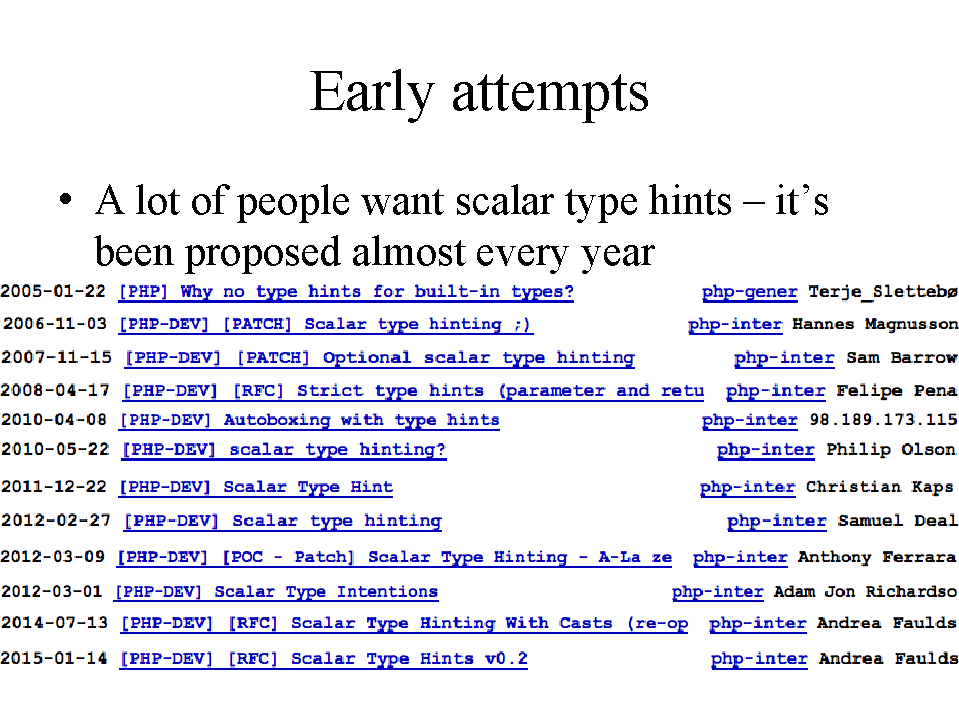 Early attempts
• A lot of people want scalar type hints – it’s
been proposed almost every year
2005-01-22 [PHP] Why no type hints for built-in types? php-gener Terje_Slettebø
2006-11-03 [PHP-DEV] [PATCH] Scalar type hinting ;) php-inter Hannes Magnusson
2007-11-15 [PHP-DEV] [PATCH] Optional scalar type hinting php-inter Sam Barrow
2008-04-17 [PHP-DEV] [RFC] Strict type hints (parameter and retu php-inter Felipe Pena
2010-04-08 [PHP-DEV] Autoboxing with type hints php-inter 98.189.173.115
2010-05-22 [PHP-DEV] scalar type hinting? php-inter Philip Olson
2011-12-22 [PHP-DEV] Scalar Type Hint php-inter Christian Kaps
2012-02-27 [PHP-DEV] Scalar type hinting php-inter Samuel Deal
2012-03-09 [PHP-DEV] [POC - Patch] Scalar Type Hinting - A-La ze php-inter Anthony Ferrara
2012-03-01 [PHP-DEV] Scalar Type Intentions php-inter Adam Jon Richardso
2014-07-13 [PHP-DEV] [RFC] Scalar Type Hinting With Casts (re-op php-inter Andrea Faulds
2015-01-14 [PHP-DEV] [RFC] Scalar Type Hints v0.2 php-inter Andrea Faulds